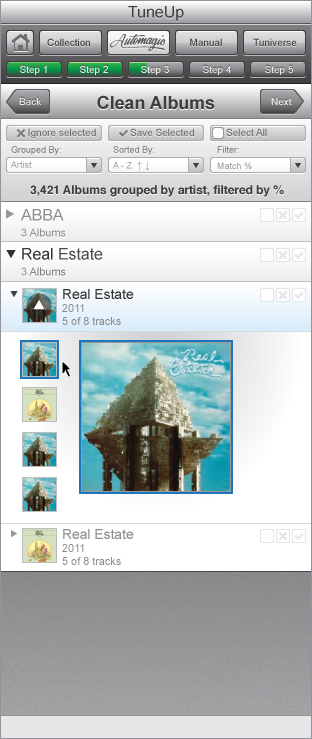 TuneUp
Collection Automagic Manual Tuniverse
Step 1 Step 2 Step 3 Step 4 Step 5
Back Clean Albums Next
Ignore selected Save Selected Select All
Grouped By: Sorted By: Filter:
Artist A - Z ↑↓ Match %
3,421 Albums grouped by artist, filtered by %
ABBA
3 Albums
Real Estate
3 Albums
Real Estate
2011
5 of 8 tracks
Real
Estate
Real Estate
2011
5 of 8 tracks